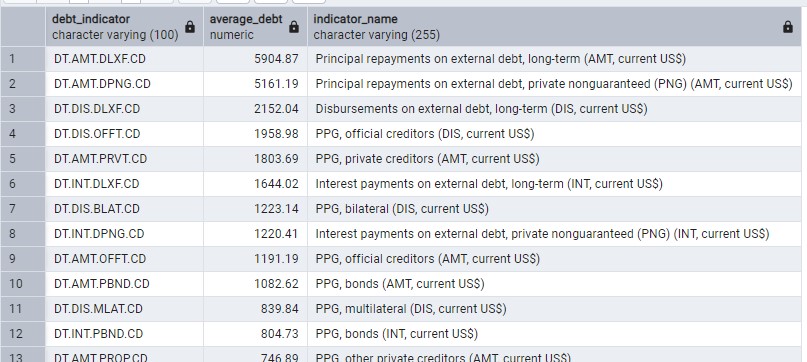 debt_indicator average_debt indicator_name
character varying (100) numeric character varying (255)
1 DT.AMT.DLXF.CD 5904.87 Principal repayments on external debt, long-term (AMT, current US$)
2 DT.AMT.DPNG.CD 5161.19 Principal repayments on external debt, private nonguaranteed (PNG) (AMT, current US$)
3 DT.DIS.DLXF.CD 2152.04 Disbursements on external debt, long-term (DIS, current US$)
4 DT.DIS.OFFT.CD 1958.98 PPG, official creditors (DIS, current US$)
5 DT.AMT.PRVT.CD 1803.69 PPG, private creditors (AMT, current US$)
6 DT.INT.DLXF.CD 1644.02 Interest payments on external debt, long-term (INT, current US$)
7 DT.DIS.BLAT.CD 1223.14 PPG, bilateral (DIS, current US$)
8 DT.INT.DPNG.CD 1220.41 Interest payments on external debt, private nonguaranteed (PNG) (INT, current US$)
9 DT.AMT.OFFT.CD 1191.19 PPG, official creditors (AMT, current US$)
10 DT.AMT.PBND.CD 1082.62 PPG, bonds (AMT, current US$)
11 DT.DIS.MLAT.CD 839.84 PPG, multilateral (DIS, current US$)
12 DT.INT.PBND.CD 804.73 PPG, bonds (INT, current US$)
13 DT.AMT.PROP.CD 746.89 PPG, other private creditors (AMT, current US$)